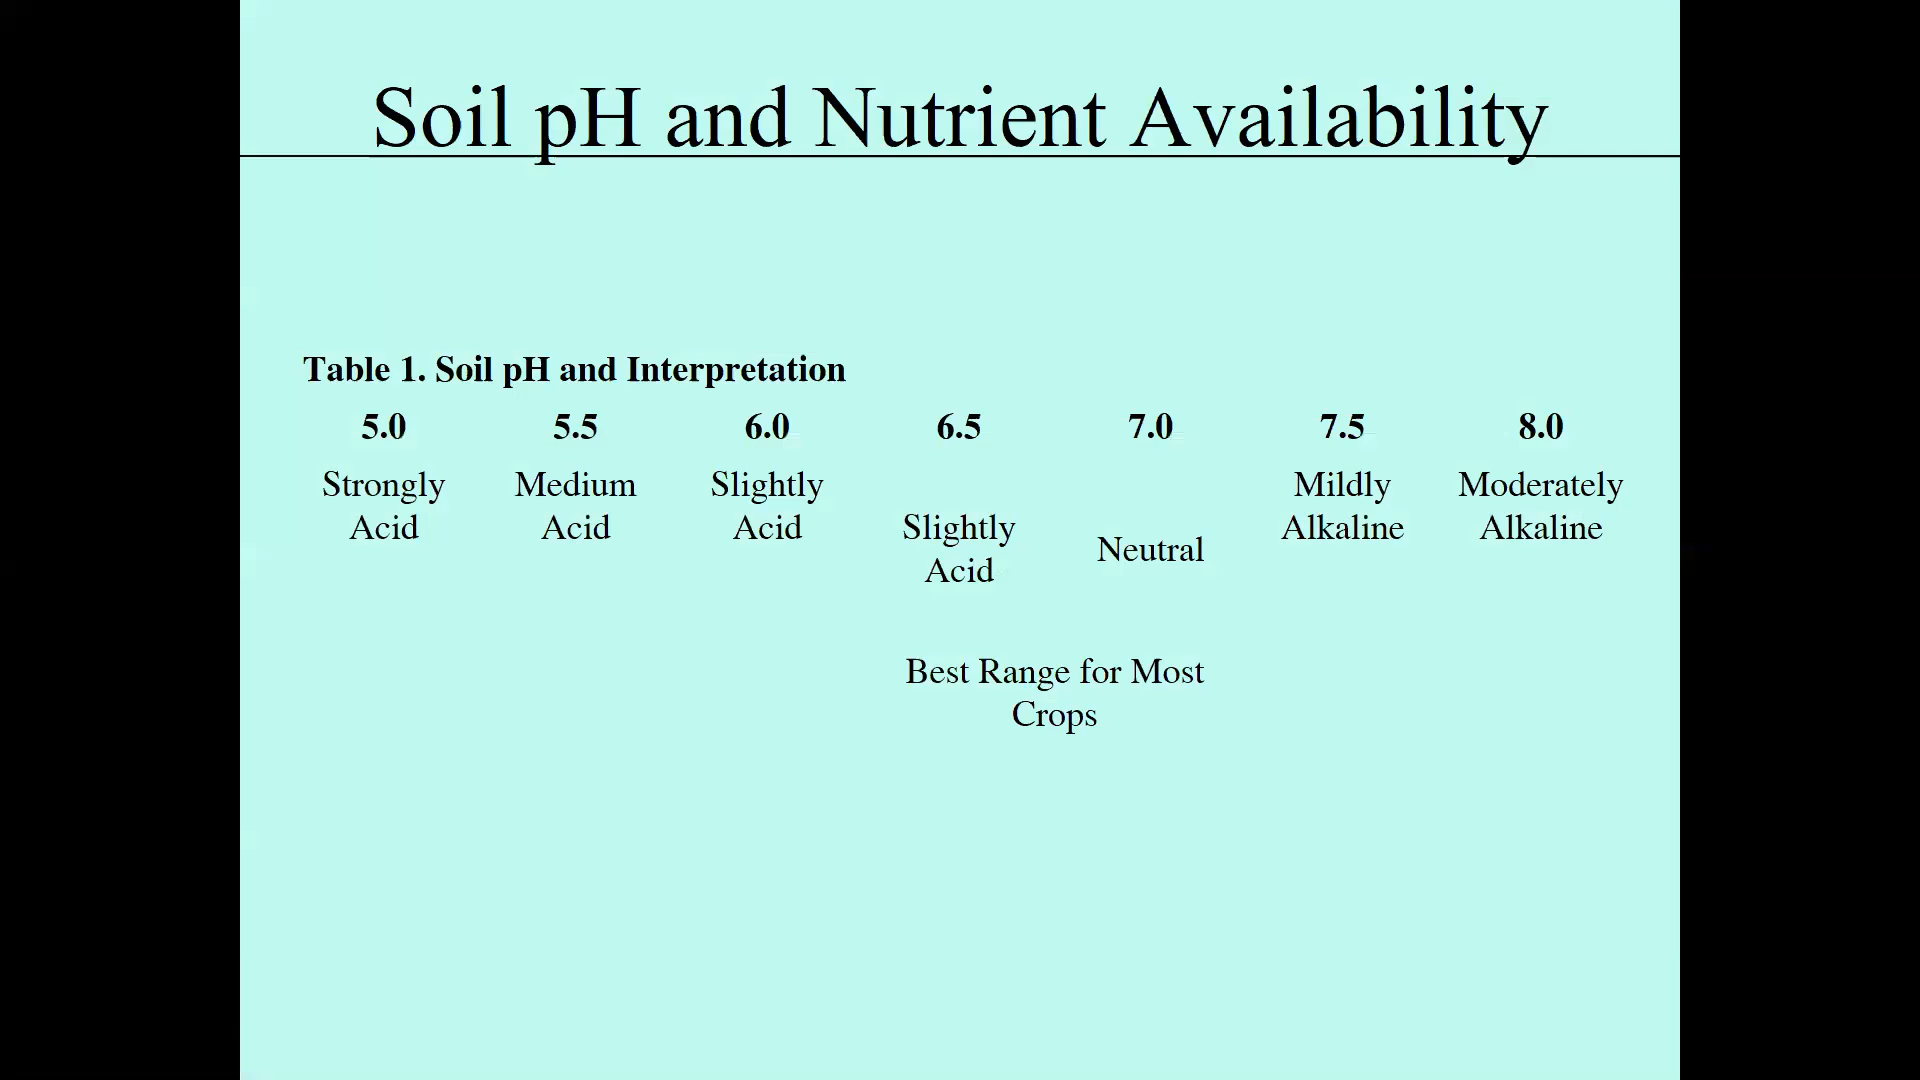 Soil pH and Nutrient Availability
Table 1. Soil pH and Interpretation
5.0 5.5 6.0 6.5 7.0 7.5 8.0
Strongly Acid
Medium Acid
Slightly Acid
Slightly Acid
Neutral
Mildly Alkaline
Moderately Alkaline
Best Range for Most
Crops